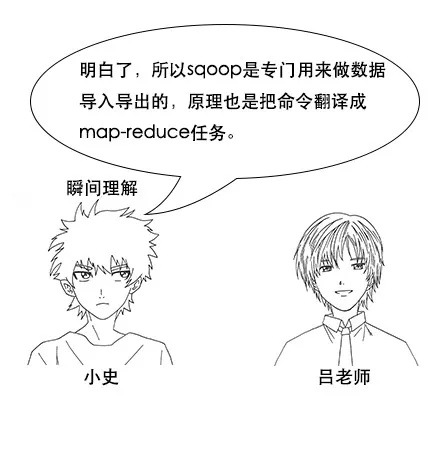 明白了，所以sqoop是专门用来做数据
导入导出的，原理也是把命令翻译成
map-reduce任务。
瞬间理解
小史
吕老师